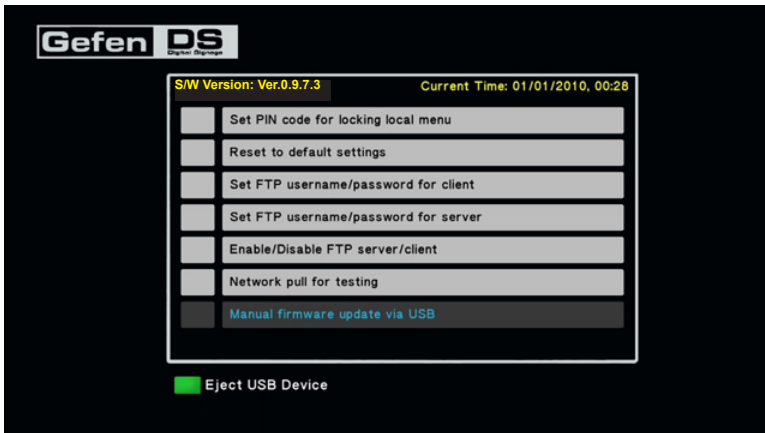 Gefen DS
Digital Signage
S/W Version: Ver.0.9.7.3 Current Time: 01/01/2010, 00:28
Set PIN code for locking local menu
Reset to default settings
Set FTP username/password for client
Set FTP username/password for server
Enable/Disable FTP server/client
Network pull for testing
Manual firmware update via USB
Eject USB Device